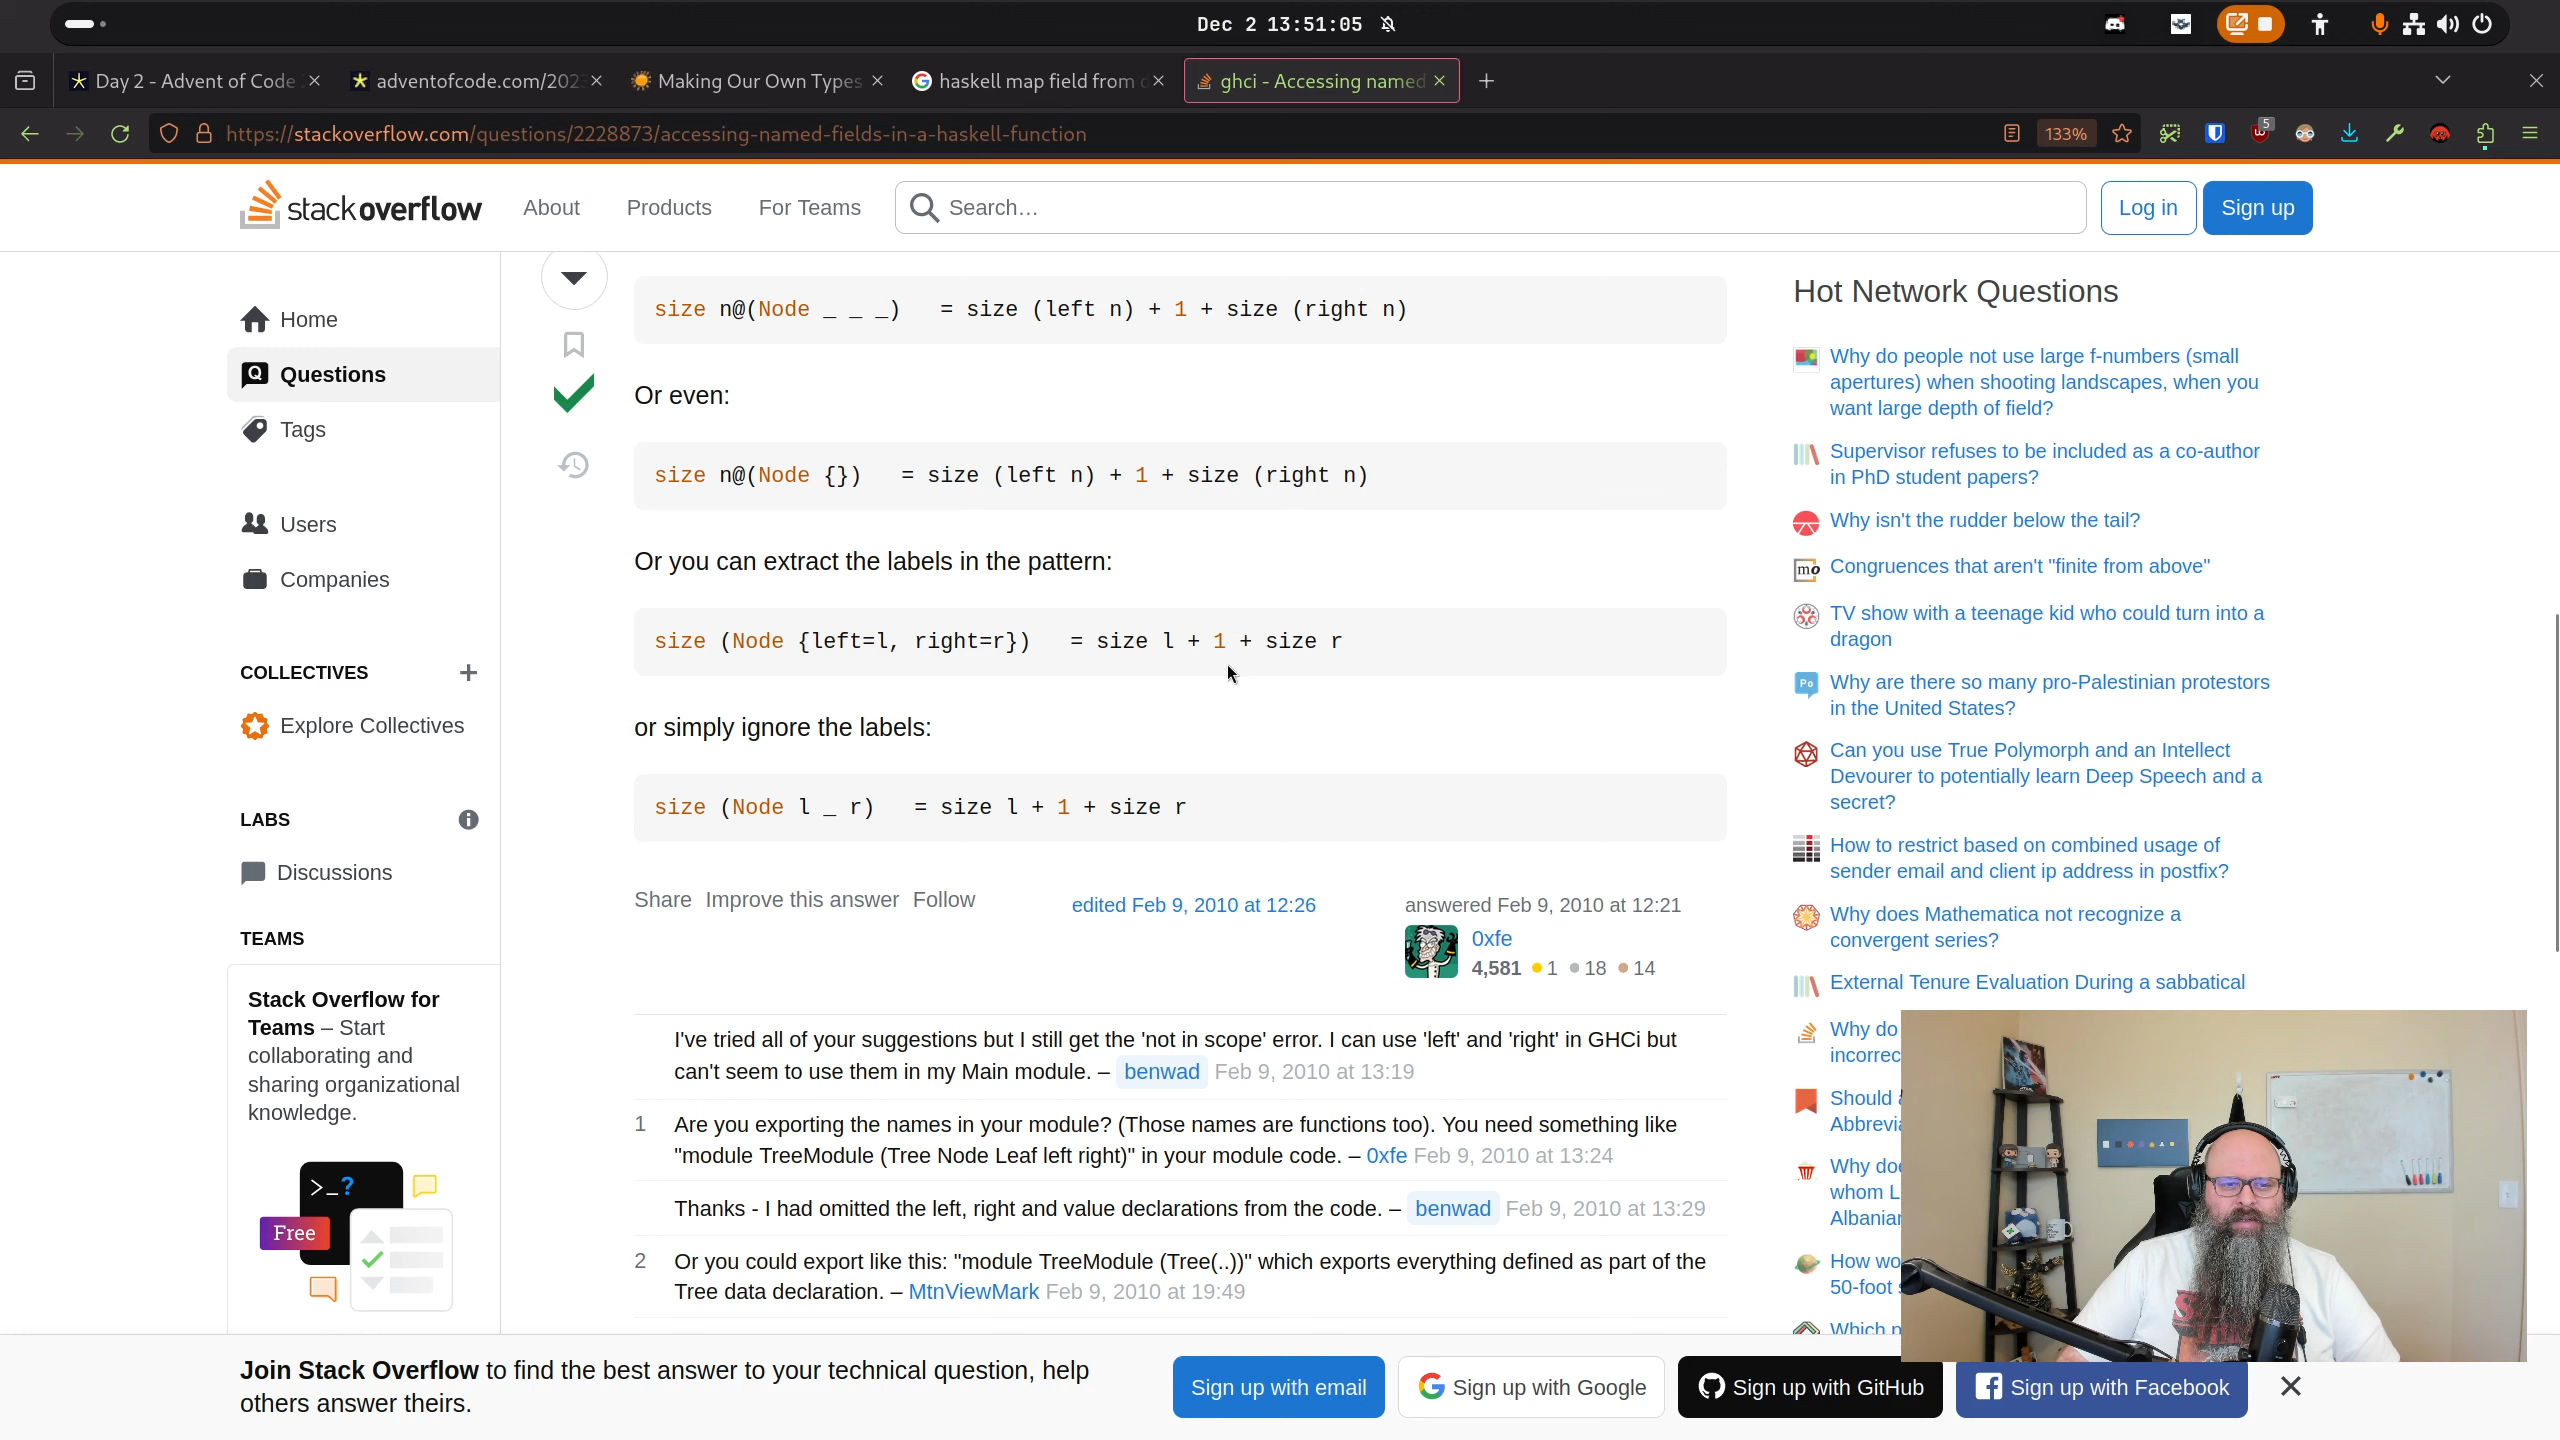 Dec 2 13:51:05
Day 2 - Advent of Code
adventofcode.com/202
Making Our Own Types
haskell map field from
ghci - Accessing named
https://stackoverflow.com/questions/2228873/accessing-named-fields-in-a-haskell-function
133%
5
stackoverflow
About
Products
For Teams
Search…
Log in
Sign up
Home
Questions
Tags
Users
Companies
COLLECTIVES
Explore Collectives
LABS
Discussions
TEAMS
Stack Overflow for
Teams – Start
collaborating and
sharing organizational
knowledge.
>_?
Free
size n@(Node _ _ _)   = size (left n) + 1 + size (right n)
Or even:
size n@(Node {})   = size (left n) + 1 + size (right n)
Or you can extract the labels in the pattern:
size (Node {left=l, right=r})   = size l + 1 + size r
or simply ignore the labels:
size (Node l _ r)   = size l + 1 + size r
Share Improve this answer Follow
edited Feb 9, 2010 at 12:26
answered Feb 9, 2010 at 12:21
0xfe
4,581 1 18 14
I've tried all of your suggestions but I still get the 'not in scope' error. I can use 'left' and 'right' in GHCi but
can't seem to use them in my Main module. – benwad Feb 9, 2010 at 13:19
1 Are you exporting the names in your module? (Those names are functions too). You need something like
"module TreeModule (Tree Node Leaf left right)" in your module code. – 0xfe Feb 9, 2010 at 13:24
Thanks - I had omitted the left, right and value declarations from the code. – benwad Feb 9, 2010 at 13:29
2 Or you could export like this: "module TreeModule (Tree(..))" which exports everything defined as part of the
Tree data declaration. – MtnViewMark Feb 9, 2010 at 19:49
Hot Network Questions
Why do people not use large f-numbers (small
apertures) when shooting landscapes, when you
want large depth of field?
Supervisor refuses to be included as a co-author
in PhD student papers?
Why isn't the rudder below the tail?
mo Congruences that aren't "finite from above"
TV show with a teenage kid who could turn into a
dragon
Po Why are there so many pro-Palestinian protestors
in the United States?
Can you use True Polymorph and an Intellect
Devourer to potentially learn Deep Speech and a
secret?
How to restrict based on combined usage of
sender email and client ip address in postfix?
Why does Mathematica not recognize a
convergent series?
External Tenure Evaluation During a sabbatical
Why do
incorrec
Should
Abbrevia
Why doe
whom L
Albanian
How wo
50-foot
Which p
Join Stack Overflow to find the best answer to your technical question, help
others answer theirs.
Sign up with email
Sign up with Google
Sign up with GitHub
Sign up with Facebook